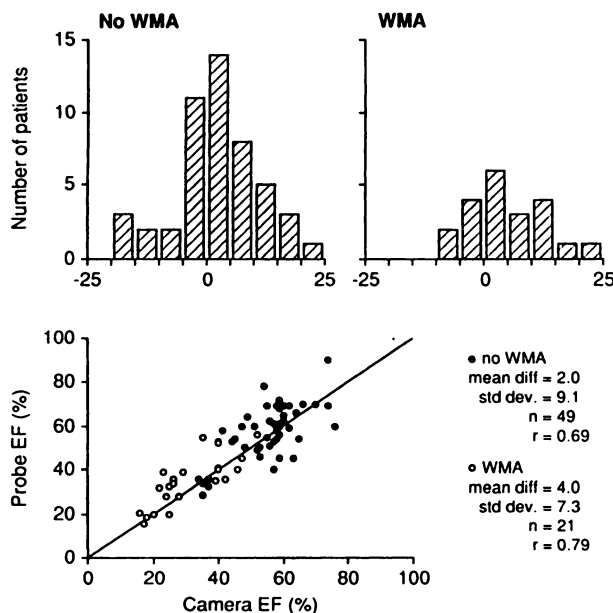 No WMA
WMA
15
10
5
0
Number of patients
-25
0
25
-25
0
25
100
80
60
40
20
0
Probe EF (%)
0
20
40
60
80
100
Camera EF (%)
● no WMA
mean diff = 2.0
std dev. = 9.1
n = 49
r = 0.69
○ WMA
mean diff = 4.0
std dev. = 7.3
n = 21
r = 0.79